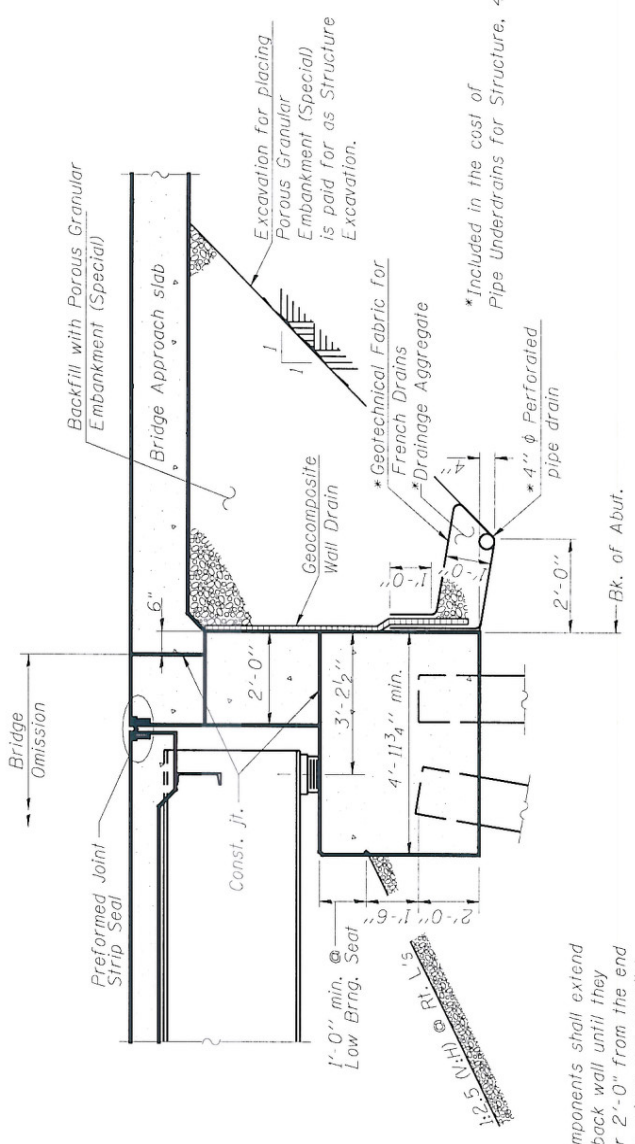 Bridge
Omission
Preformed Joint
Strip Seal
6"
Backfill with Porous Granular
Embankment (Special)
Bridge Approach slab
Excavation for placing
Porous Granular
Embankment (Special)
is paid for as Structure
Excavation.
1
1
Geocomposite
Wall Drain
Const. jt.
2'-0"
3'-2½"
4'-11¾" min.
1'-0" min. @
Low Brng. Seat
1'-6"
2'-0"
1:2.5 (V:H) @ Rt. L's
*Geotechnical Fabric for
French Drains
*Drainage Aggregate
1'-0"
1'-0"
4"
*4" ϕ Perforated
pipe drain
2'-0"
Bk. of Abut.
*Included in the cost of
Pipe Underdrains for Structure, 4
mponents shall extend
back wall until they
2'-0" from the end